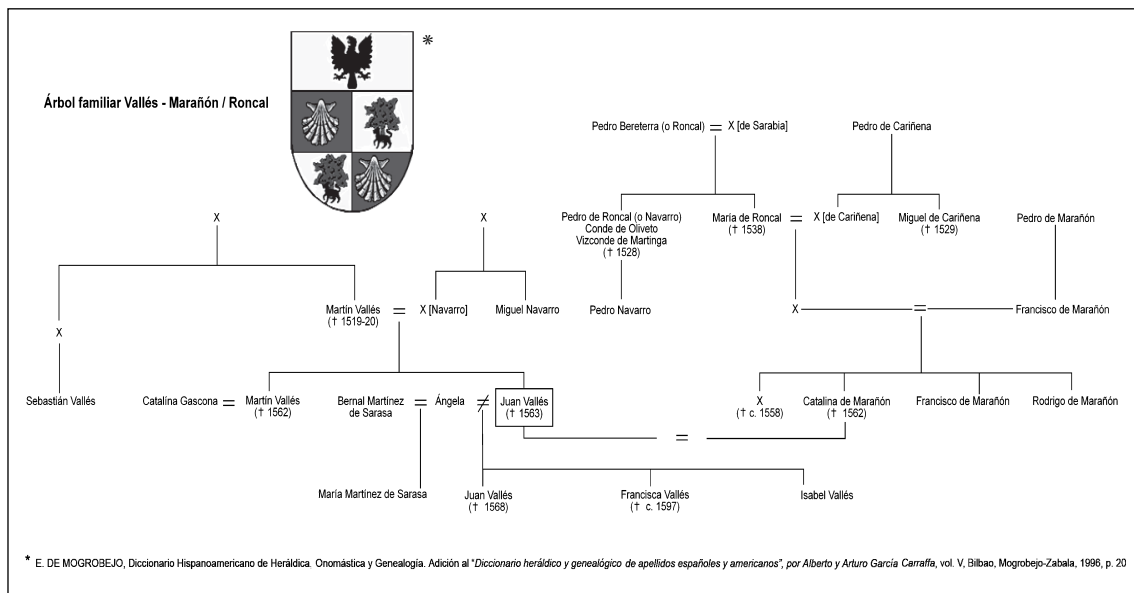 *
Árbol familiar Vallés - Marañón / Roncal
Pedro Bereterra (o Roncal) = X [de Sarabia]
Pedro de Cariñena
X
X
Pedro de Roncal (o Navarro)
Conde de Oliveto
Vizconde de Martinga
(† 1528)
María de Roncal
(† 1538)
= X [de Cariñena]
Miguel de Cariñena
(† 1529)
Pedro de Marañón
Martín Vallés
(† 1519-20)
= X [Navarro]
Miguel Navarro
Pedro Navarro
X
=
Francisco de Marañón
X
Sebastián Vallés
Catalina Gascona =
Martín Vallés
(† 1562)
Bernal Martínez
de Sarasa
= Ángela ≠
Juan Vallés
(† 1563)
X
(† c. 1558)
Catalina de Marañón
(† 1562)
Francisco de Marañón
Rodrigo de Marañón
=
María Martínez de Sarasa
Juan Vallés
(† 1568)
Francisca Vallés
(† c. 1597)
Isabel Vallés
* E. DE MOGROBEJO, Diccionario Hispanoamericano de Heráldica. Onomástica y Genealogía. Adición al "Diccionario heráldico y genealógico de apellidos españoles y americanos", por Alberto y Arturo García Carraffa, vol. V, Bilbao, Mogrobejo-Zabala, 1996, p. 20